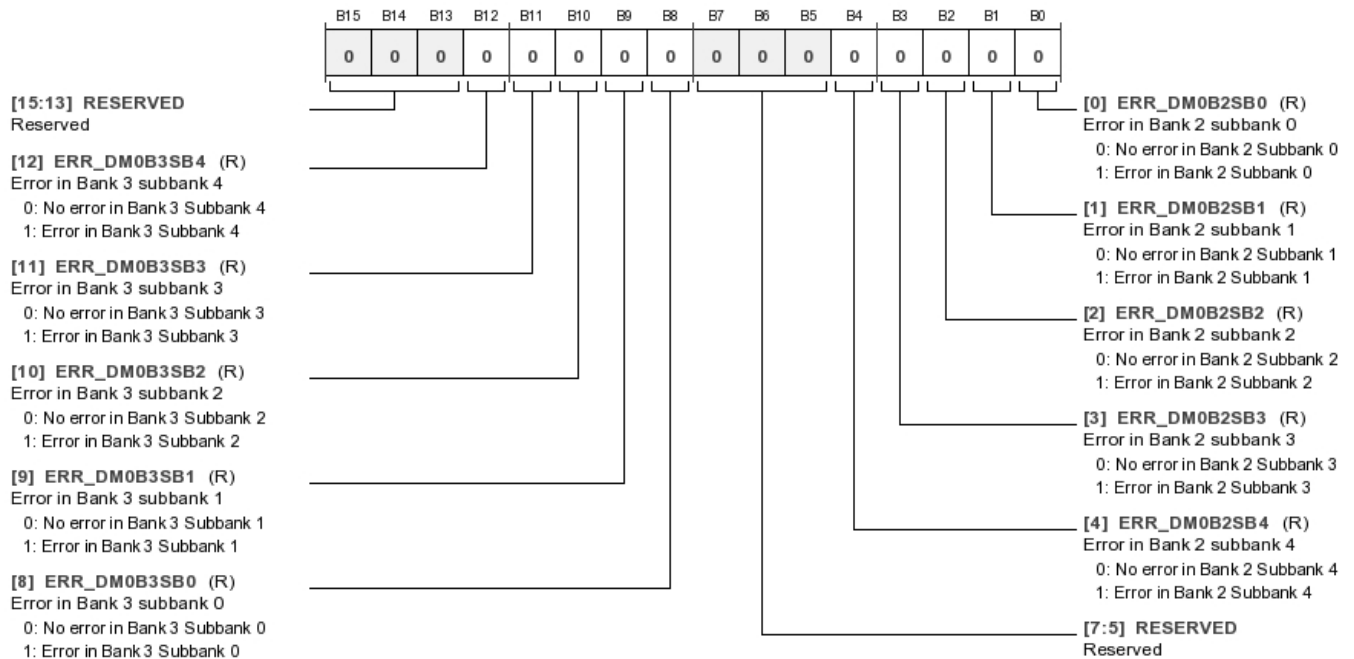 B15 B14 B13 B12 B11 B10 B9 B8 B7 B6 B5 B4 B3 B2 B1 B0
0 0 0 0 0 0 0 0 0 0 0 0 0 0 0 0
[15:13] RESERVED
Reserved
[12] ERR_DM0B3SB4 (R)
Error in Bank 3 subbank 4
0: No error in Bank 3 Subbank 4
1: Error in Bank 3 Subbank 4
[11] ERR_DM0B3SB3 (R)
Error in Bank 3 subbank 3
0: No error in Bank 3 Subbank 3
1: Error in Bank 3 Subbank 3
[10] ERR_DM0B3SB2 (R)
Error in Bank 3 subbank 2
0: No error in Bank 3 Subbank 2
1: Error in Bank 3 Subbank 2
[9] ERR_DM0B3SB1 (R)
Error in Bank 3 subbank 1
0: No error in Bank 3 Subbank 1
1: Error in Bank 3 Subbank 1
[8] ERR_DM0B3SB0 (R)
Error in Bank 3 subbank 0
0: No error in Bank 3 Subbank 0
1: Error in Bank 3 Subbank 0
[0] ERR_DM0B2SB0 (R)
Error in Bank 2 subbank 0
0: No error in Bank 2 Subbank 0
1: Error in Bank 2 Subbank 0
[1] ERR_DM0B2SB1 (R)
Error in Bank 2 subbank 1
0: No error in Bank 2 Subbank 1
1: Error in Bank 2 Subbank 1
[2] ERR_DM0B2SB2 (R)
Error in Bank 2 subbank 2
0: No error in Bank 2 Subbank 2
1: Error in Bank 2 Subbank 2
[3] ERR_DM0B2SB3 (R)
Error in Bank 2 subbank 3
0: No error in Bank 2 Subbank 3
1: Error in Bank 2 Subbank 3
[4] ERR_DM0B2SB4 (R)
Error in Bank 2 subbank 4
0: No error in Bank 2 Subbank 4
1: Error in Bank 2 Subbank 4
[7:5] RESERVED
Reserved